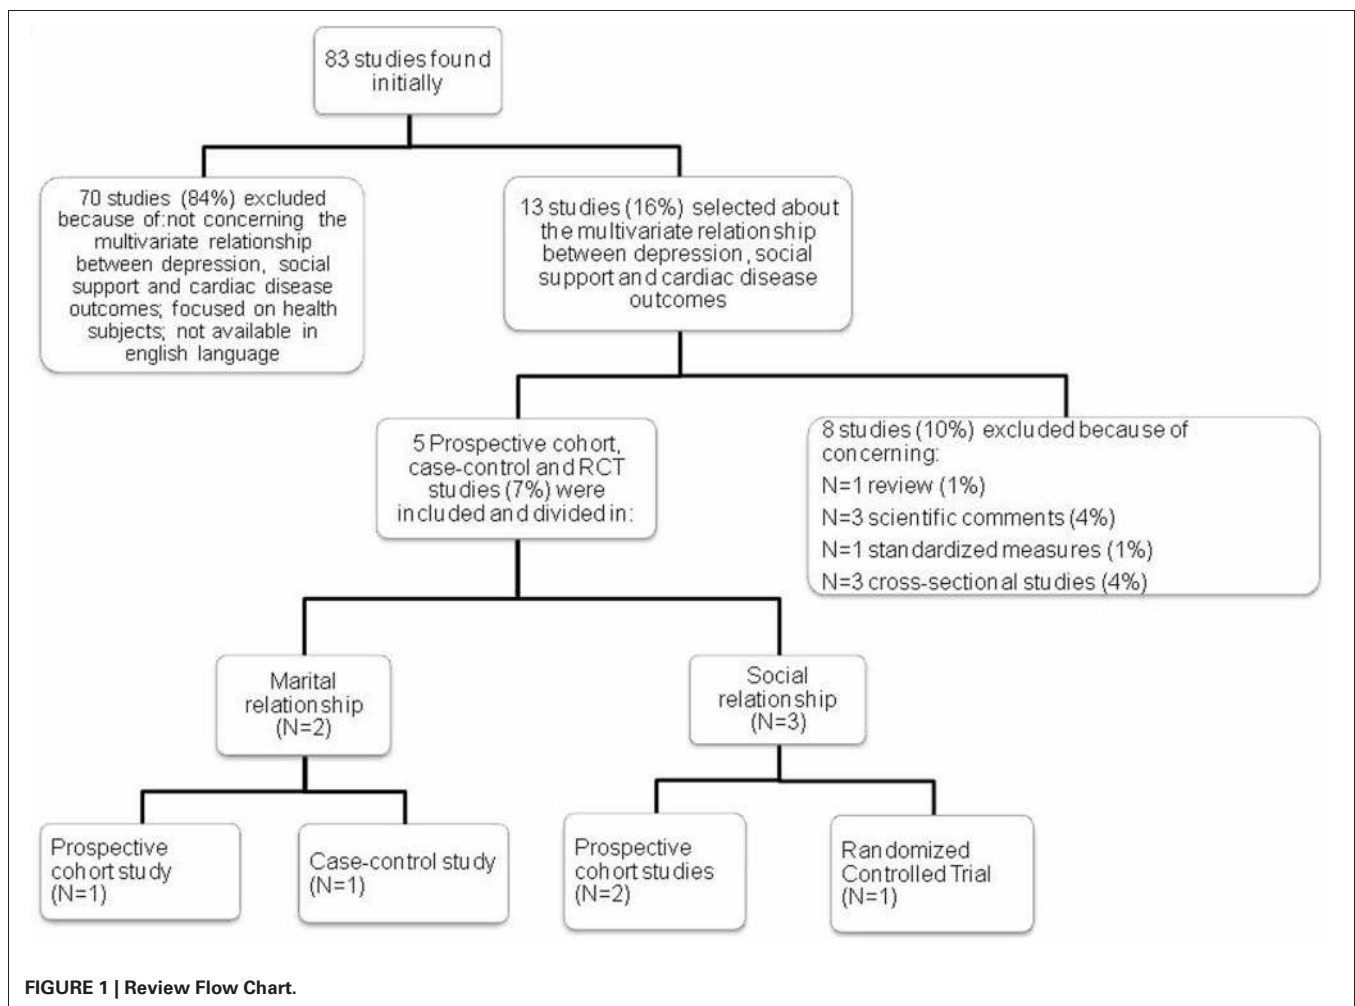 83 studies found
initially
70 studies (84%) excluded
because of:not concerning the
multivariate relationship
between depression, social
support and cardiac disease
outcomes; focused on health
subjects; not available in
english language
13 studies (16%) selected about
the multivariate relationship
between depression, social
support and cardiac disease
outcomes
5 Prospective cohort,
case-control and RCT
studies (7%) were
included and divided in:
8 studies (10%) excluded because of
concerning:
N=1 review (1%)
N=3 scientific comments (4%)
N=1 standardized measures (1%)
N=3 cross-sectional studies (4%)
Marital
relationship
(N=2)
Social
relationship
(N=3)
Prospective
cohort study
(N=1)
Case-control study
(N=1)
Prospective
cohort studies
(N=2)
Randomized
Controlled Trial
(N=1)
FIGURE 1 | Review Flow Chart.